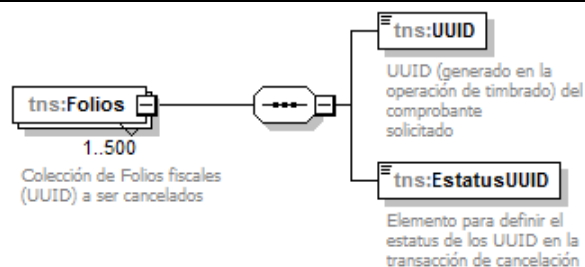 tns:UUID
UUID (generado en la
operación de timbrado) del
comprobante
solicitado
tns:Folios
1..500
Colección de Folios fiscales
(UUID) a ser cancelados
tns:EstatusUUID
Elemento para definir el
estatus de los UUID en la
transacción de cancelación